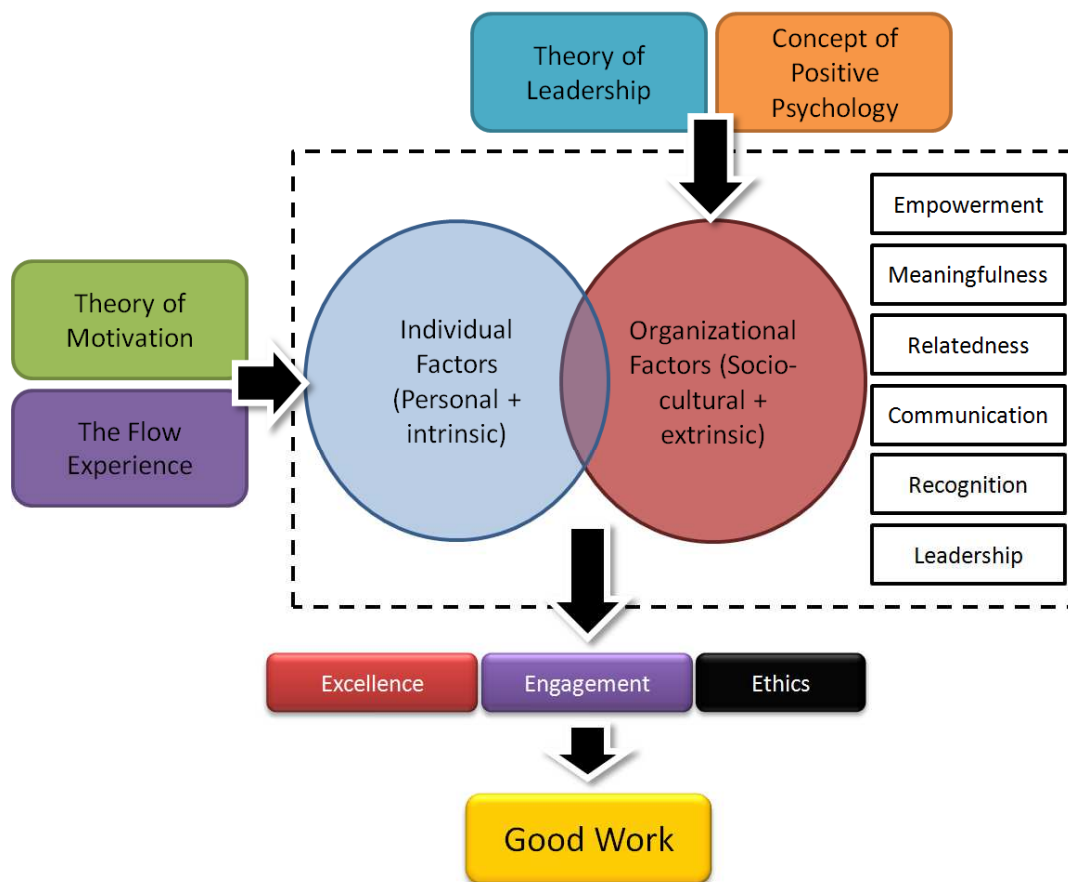 Theory of
Leadership
Concept of
Positive
Psychology
Theory of
Motivation
The Flow
Experience
Individual
Factors
(Personal +
intrinsic)
Organizational
Factors (Socio-
cultural +
extrinsic)
Empowerment
Meaningfulness
Relatedness
Communication
Recognition
Leadership
Excellence
Engagement
Ethics
Good Work